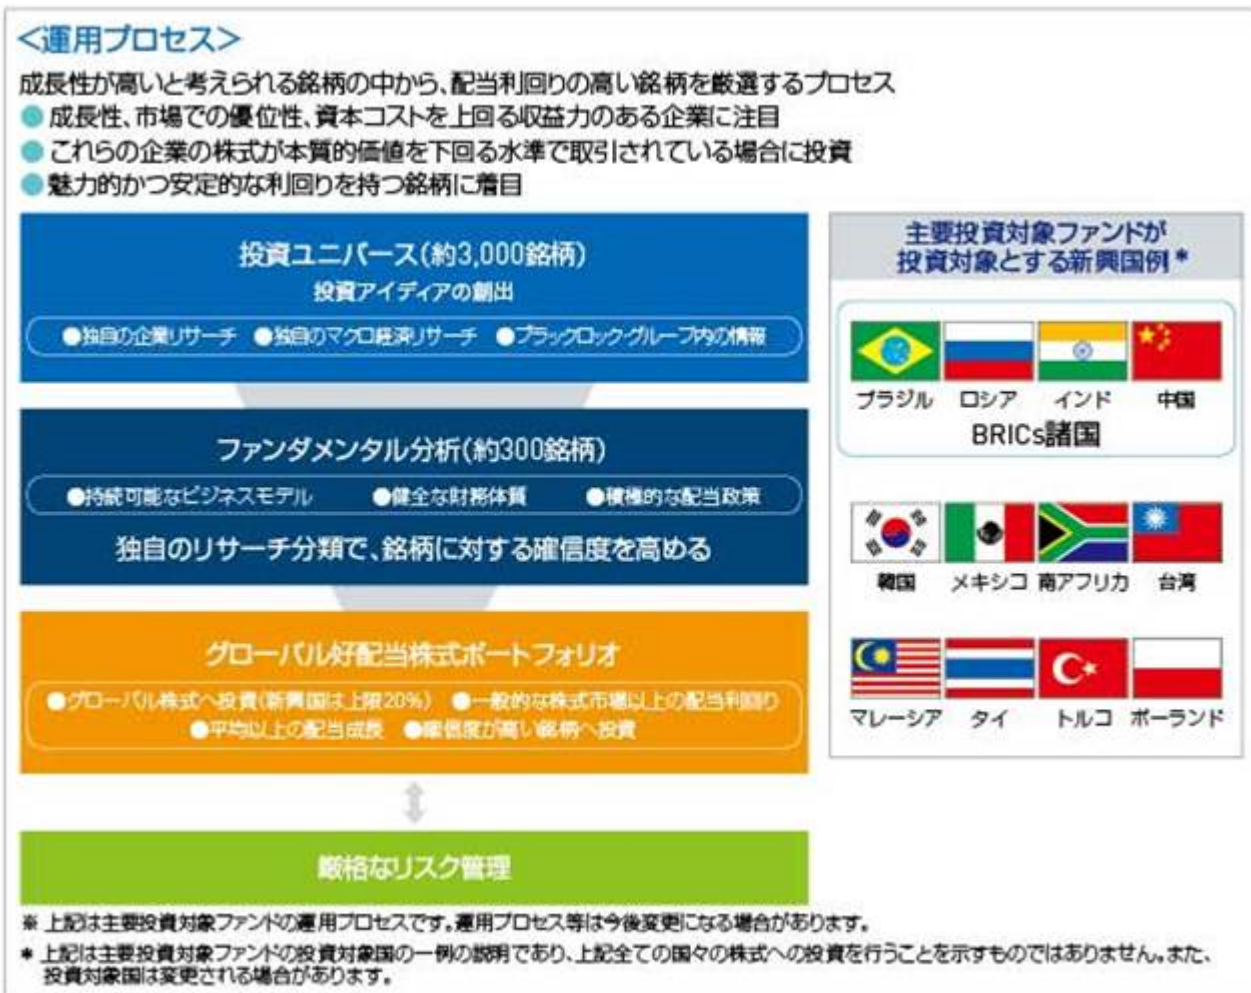 <運用プロセス>
成長性が高いと考えられる銘柄の中から、配当利回りの高い銘柄を厳選するプロセス
● 成長性、市場での優位性、資本コストを上回る収益力のある企業に注目
● これらの企業の株式が本質的価値を下回る水準で取引されている場合に投資
● 魅力的かつ安定的な利回りを持つ銘柄に着目
投資ユニバース(約3,000銘柄)
投資アイディアの創出
●独自の企業リサーチ ●独自のマクロ経済リサーチ ●ブラックロック・グループ内の情報
ファンダメンタル分析(約300銘柄)
●持続可能なビジネスモデル ●健全な財務体質 ●積極的な配当政策
独自のリサーチ分類で、銘柄に対する確信度を高める
グローバル好配当株式ポートフォリオ
●グローバル株式へ投資(新興国は上限20%) ●一般的な株式市場以上の配当利回り
●平均以上の配当成長 ●確信度が高い銘柄へ投資
厳格なリスク管理
主要投資対象ファンドが
投資対象とする新興国例*
ブラジル ロシア インド 中国
BRICs諸国
韓国 メキシコ 南アフリカ 台湾
マレーシア タイ トルコ ポーランド
※ 上記は主要投資対象ファンドの運用プロセスです。運用プロセス等は今後変更になる場合があります。
* 上記は主要投資対象ファンドの投資対象国の一例の説明であり、上記全ての国々の株式への投資を行うことを示すものではありません。また、
投資対象国は変更される場合があります。